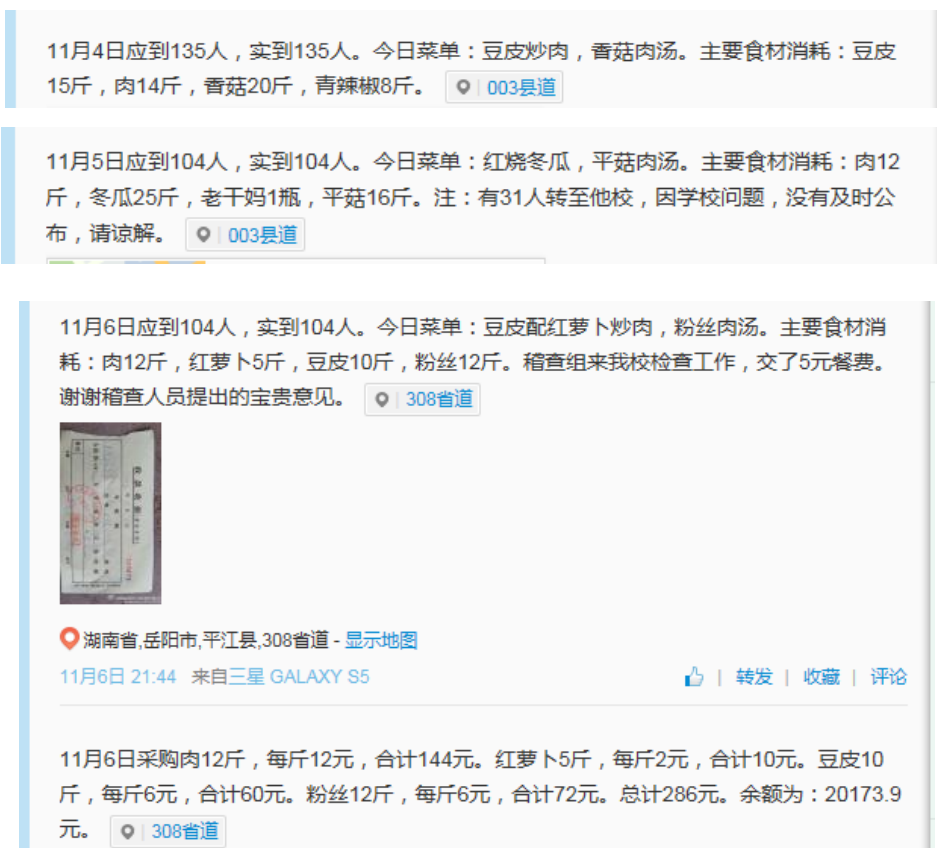 11月4日应到135人，实到135人。今日菜单：豆皮炒肉，香菇肉汤。主要食材消耗：豆皮
15斤，肉14斤，香菇20斤，青辣椒8斤。 003县道
11月5日应到104人，实到104人。今日菜单：红烧冬瓜，平菇肉汤。主要食材消耗：肉12
斤，冬瓜25斤，老干妈1瓶，平菇16斤。注：有31人转至他校，因学校问题，没有及时公
布，请谅解。 003县道
11月6日应到104人，实到104人。今日菜单：豆皮配红萝卜炒肉，粉丝肉汤。主要食材消
耗：肉12斤，红萝卜5斤，豆皮10斤，粉丝12斤。稽查组来我校检查工作，交了5元餐费。
谢谢稽查人员提出的宝贵意见。 308省道
湖南省,岳阳市,平江县,308省道 - 显示地图
11月6日 21:44 来自三星 GALAXY S5 | 转发 | 收藏 | 评论
11月6日采购肉12斤，每斤12元，合计144元。红萝卜5斤，每斤2元，合计10元。豆皮10
斤，每斤6元，合计60元。粉丝12斤，每斤6元，合计72元。总计286元。余额为：20173.9
元。 308省道